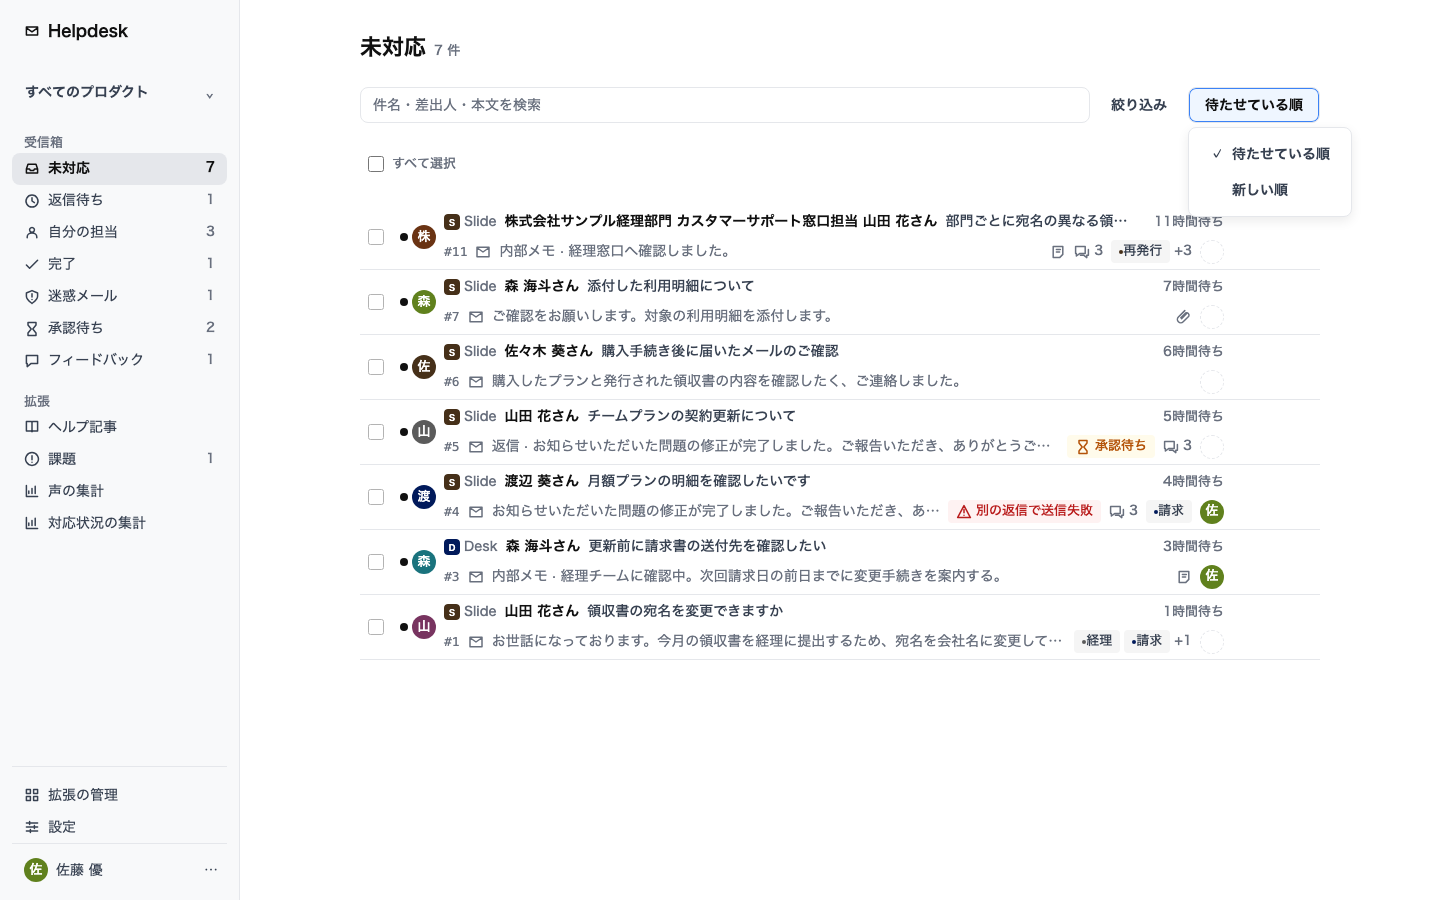 Helpdesk
すべてのプロダクト
受信箱
未対応 7
返信待ち 1
自分の担当 3
完了 1
迷惑メール 1
承認待ち 2
フィードバック 1
拡張
ヘルプ記事
課題 1
声の集計
対応状況の集計
拡張の管理
設定
佐 佐藤 優 …
未対応 7 件
件名・差出人・本文を検索 絞り込み 待たせている順
✓ 待たせている順
新しい順
すべて選択
株 S Slide 株式会社サンプル経理部門 カスタマーサポート窓口担当 山田 花さん 部門ごとに宛名の異なる領… 11時間待ち
#11 内部メモ · 経理窓口へ確認しました。 3 •再発行 +3
森 S Slide 森 海斗さん 添付した利用明細について 7時間待ち
#7 ご確認をお願いします。対象の利用明細を添付します。
佐 S Slide 佐々木 葵さん 購入手続き後に届いたメールのご確認 6時間待ち
#6 購入したプランと発行された領収書の内容を確認したく、ご連絡しました。
山 S Slide 山田 花さん チームプランの契約更新について 5時間待ち
#5 返信 · お知らせいただいた問題の修正が完了しました。ご報告いただき、ありがとうご… 承認待ち 3
渡 S Slide 渡辺 葵さん 月額プランの明細を確認したいです 4時間待ち
#4 お知らせいただいた問題の修正が完了しました。ご報告いただき、あ… 別の返信で送信失敗 3 •請求 佐
森 D Desk 森 海斗さん 更新前に請求書の送付先を確認したい 3時間待ち
#3 内部メモ · 経理チームに確認中。次回請求日の前日までに変更手続きを案内する。 佐
山 S Slide 山田 花さん 領収書の宛名を変更できますか 1時間待ち
#1 お世話になっております。今月の領収書を経理に提出するため、宛名を会社名に変更して… •経理 •請求 +1